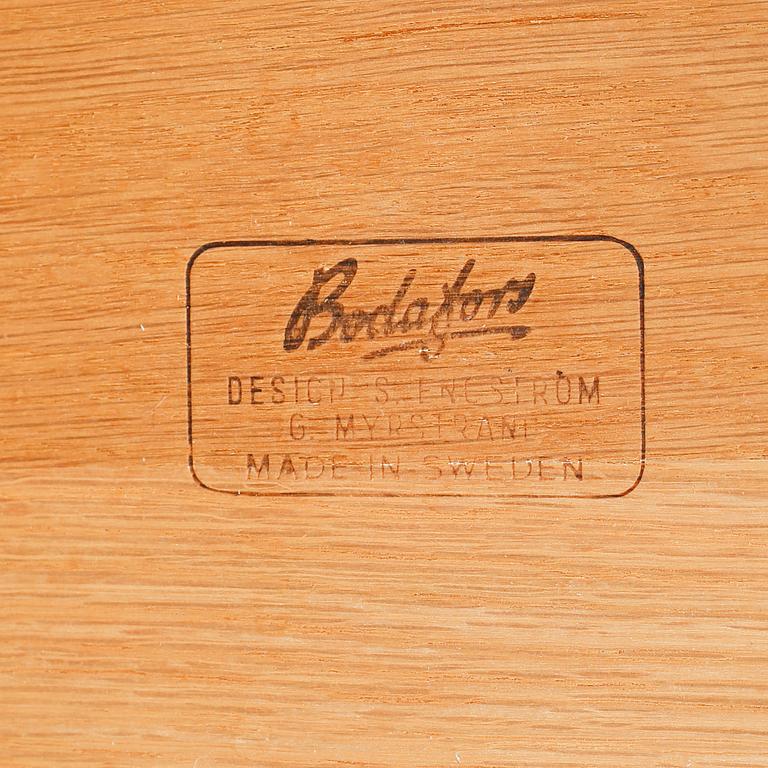 Bodafors
DESIGN S. ENGSTRÖM
G. MYRSTRAND
MADE IN SWEDEN